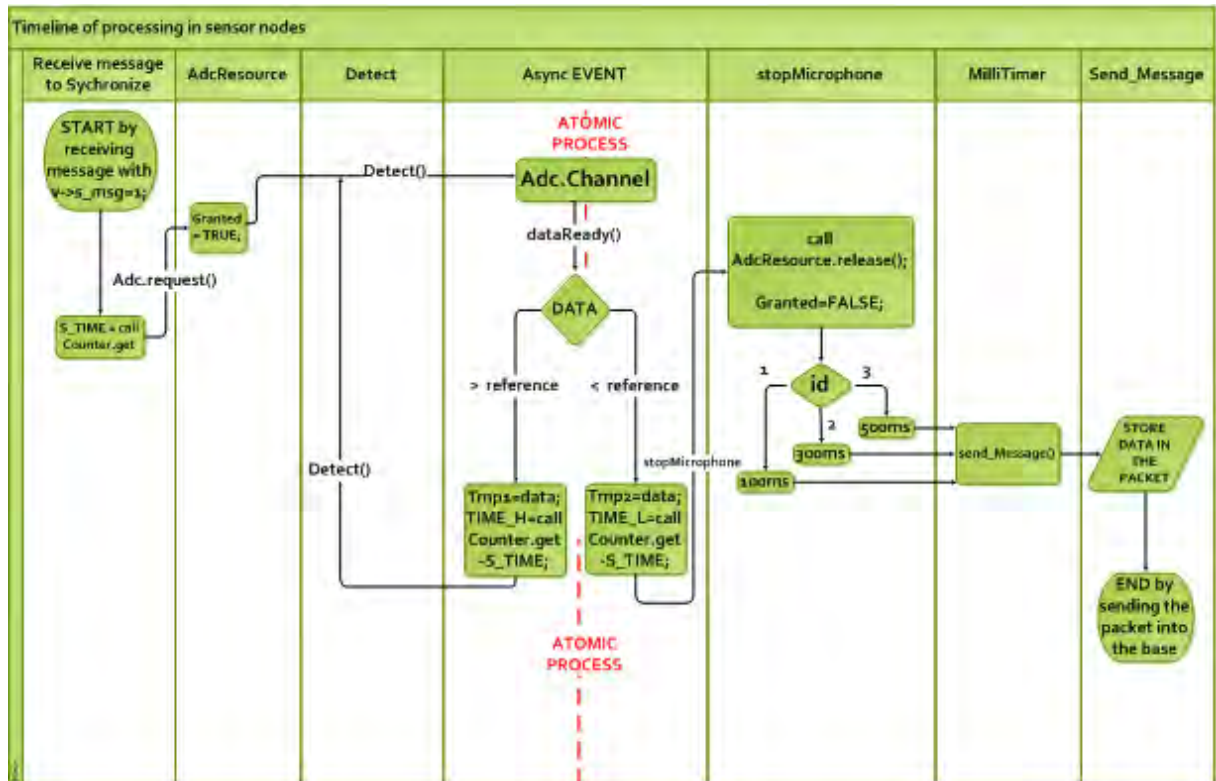 Timeline of processing in sensor nodes
Receive message
to Sychronize
AdcResource
Detect
Async EVENT
stopMicrophone
MilliTimer
Send_Message
START by
receiving
message with
v->s_msg=1;
S_TIME = call
Counter.get
Adc.request()
Granted
= TRUE;
Detect()
Detect()
ATOMIC
PROCESS
Adc.Channel
dataReady()
DATA
> reference
< reference
Tmp1=data;
TIME_H=call
Counter.get
-S_TIME;
Tmp2=data;
TIME_L=call
Counter.get
-S_TIME;
ATOMIC
PROCESS
stopMicrophone
call
AdcResource.release();
Granted=FALSE;
id
1
2
3
500ms
300ms
100ms
send_Message()
STORE
DATA IN
THE
PACKET
END by
sending the
packet into
the base